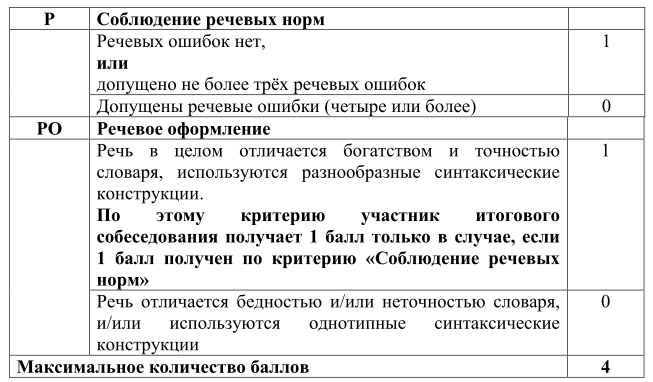 Р Соблюдение речевых норм
Речевых ошибок нет, 1
или
допущено не более трёх речевых ошибок
Допущены речевые ошибки (четыре или более) 0
РО Речевое оформление
Речь в целом отличается богатством и точностью 1
словаря, используются разнообразные синтаксические
конструкции.
По этому критерию участник итогового
собеседования получает 1 балл только в случае, если
1 балл получен по критерию «Соблюдение речевых
норм»
Речь отличается бедностью и/или неточностью словаря, 0
и/или используются однотипные синтаксические
конструкции
Максимальное количество баллов 4